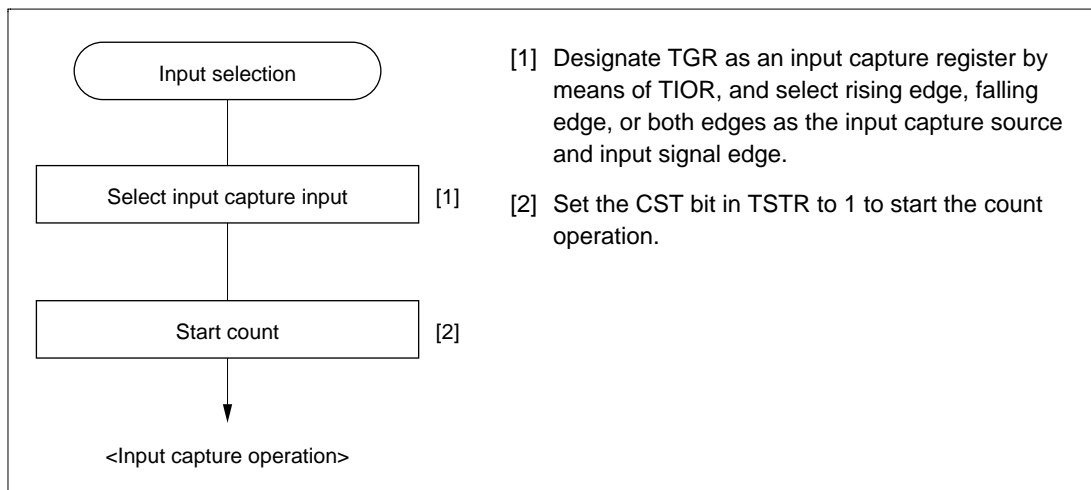 Input selection
Select input capture input
[1]
Start count
[2]
<Input capture operation>
[1] Designate TGR as an input capture register by
means of TIOR, and select rising edge, falling
edge, or both edges as the input capture source
and input signal edge.
[2] Set the CST bit in TSTR to 1 to start the count
operation.